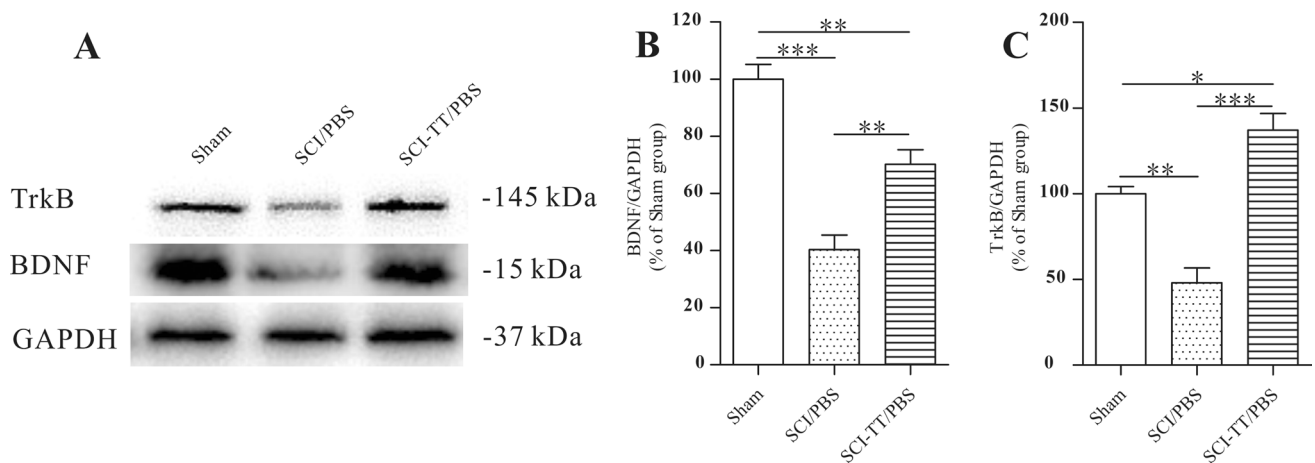 A
Sham
SCI/PBS
SCI-TT/PBS
TrkB
-145 kDa
BDNF
-15 kDa
GAPDH
-37 kDa
B
BDNF/GAPDH
(% of Sham group)
120
100
80
60
40
20
0
**
***
**
Sham
SCI/PBS
SCI-TT/PBS
C
TrkB/GAPDH
(% of Sham group)
200
150
100
50
0
*
***
**
Sham
SCI/PBS
SCI-TT/PBS